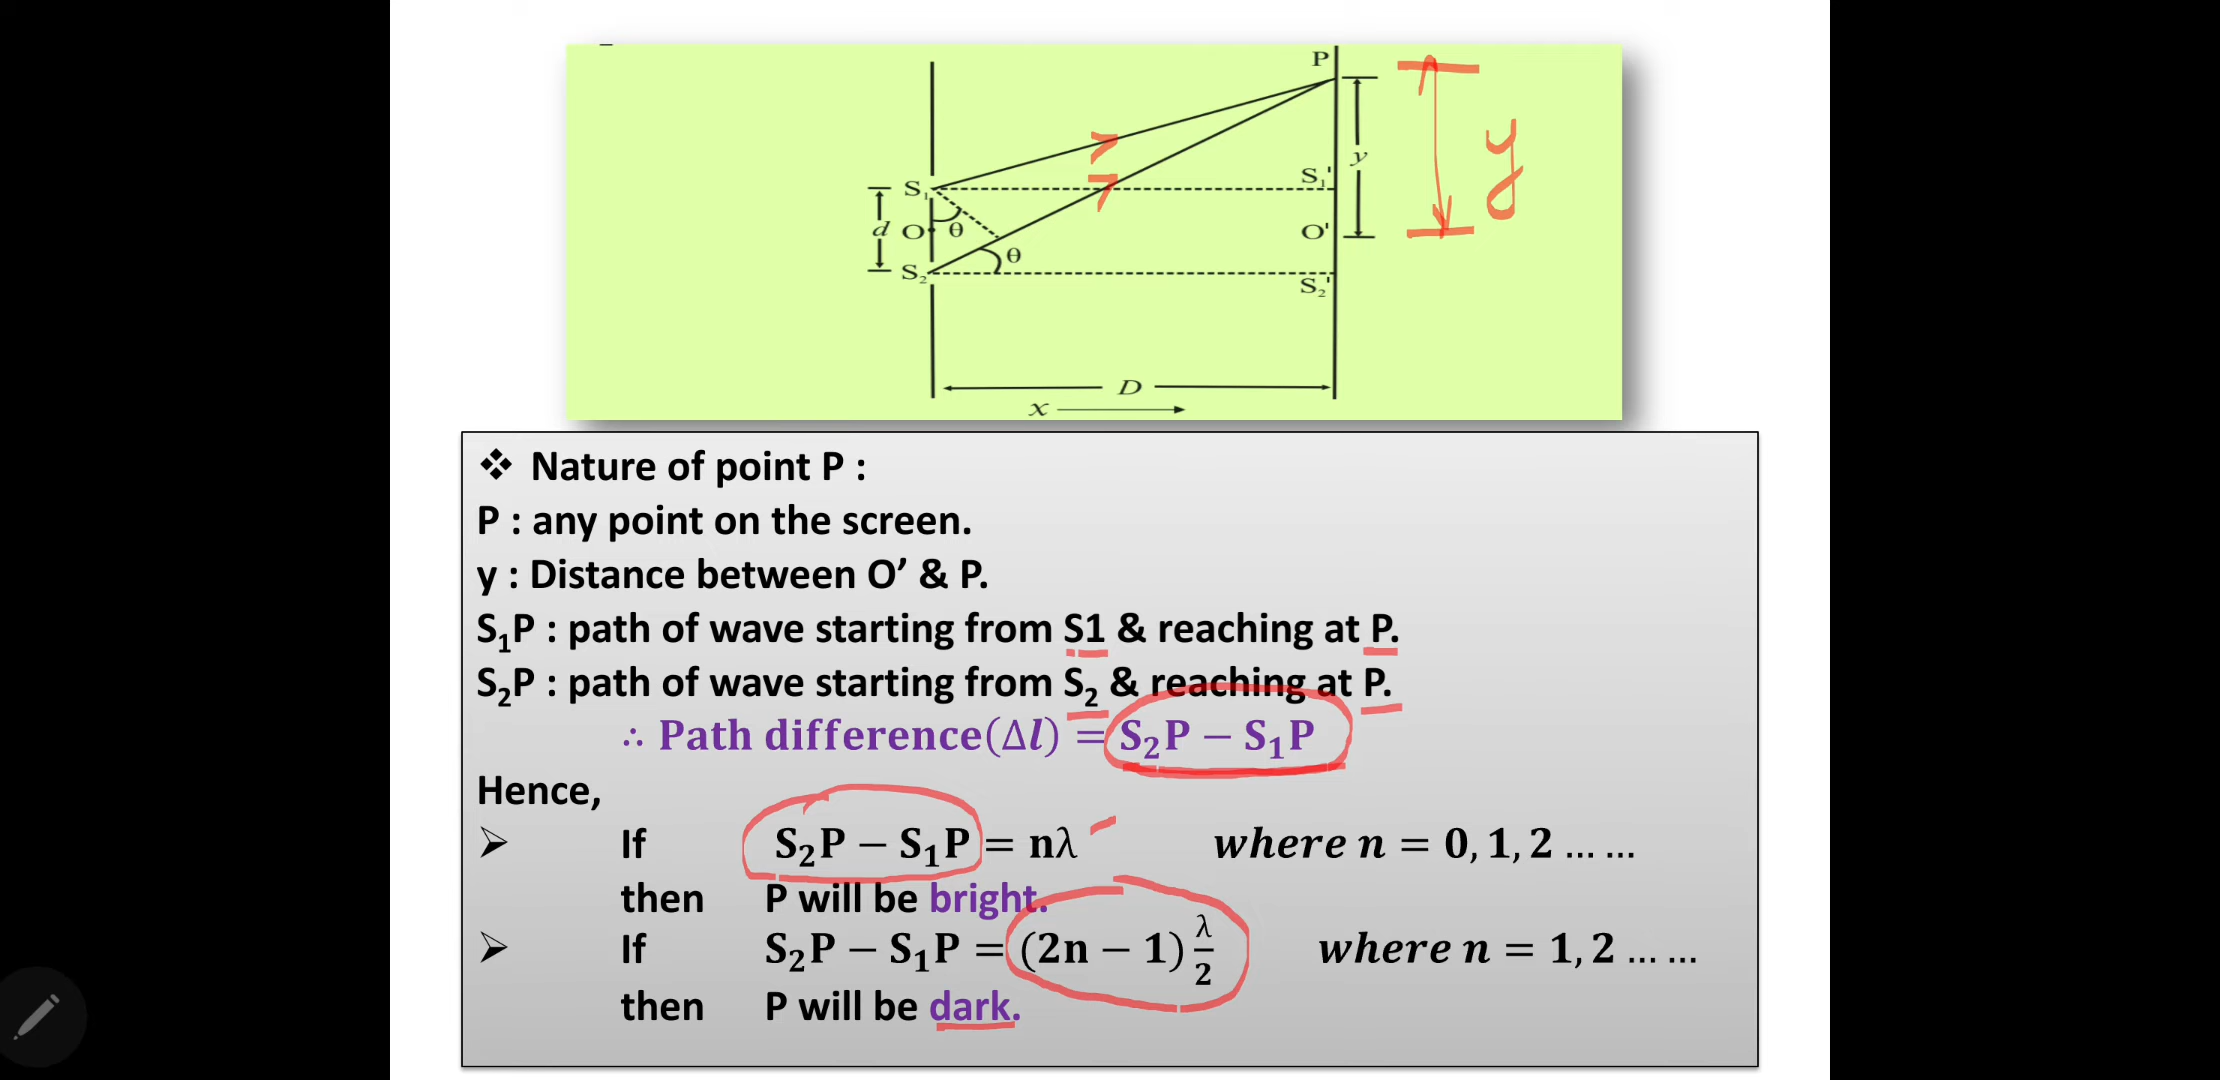 P
y
y
S₁
S₁'
d
O
θ
O'
θ
S₂
S₂'
D
x
❖ Nature of point P :
P : any point on the screen.
y : Distance between O’ & P.
S₁P : path of wave starting from S1 & reaching at P.
S₂P : path of wave starting from S₂ & reaching at P.
∴ Path difference(Δl) = S₂P − S₁P
Hence,
➢ If S₂P − S₁P = nλ where n = 0, 1, 2 ... ...
then P will be bright.
➢ If S₂P − S₁P = (2n − 1) λ/2 where n = 1, 2 ... ...
then P will be dark.